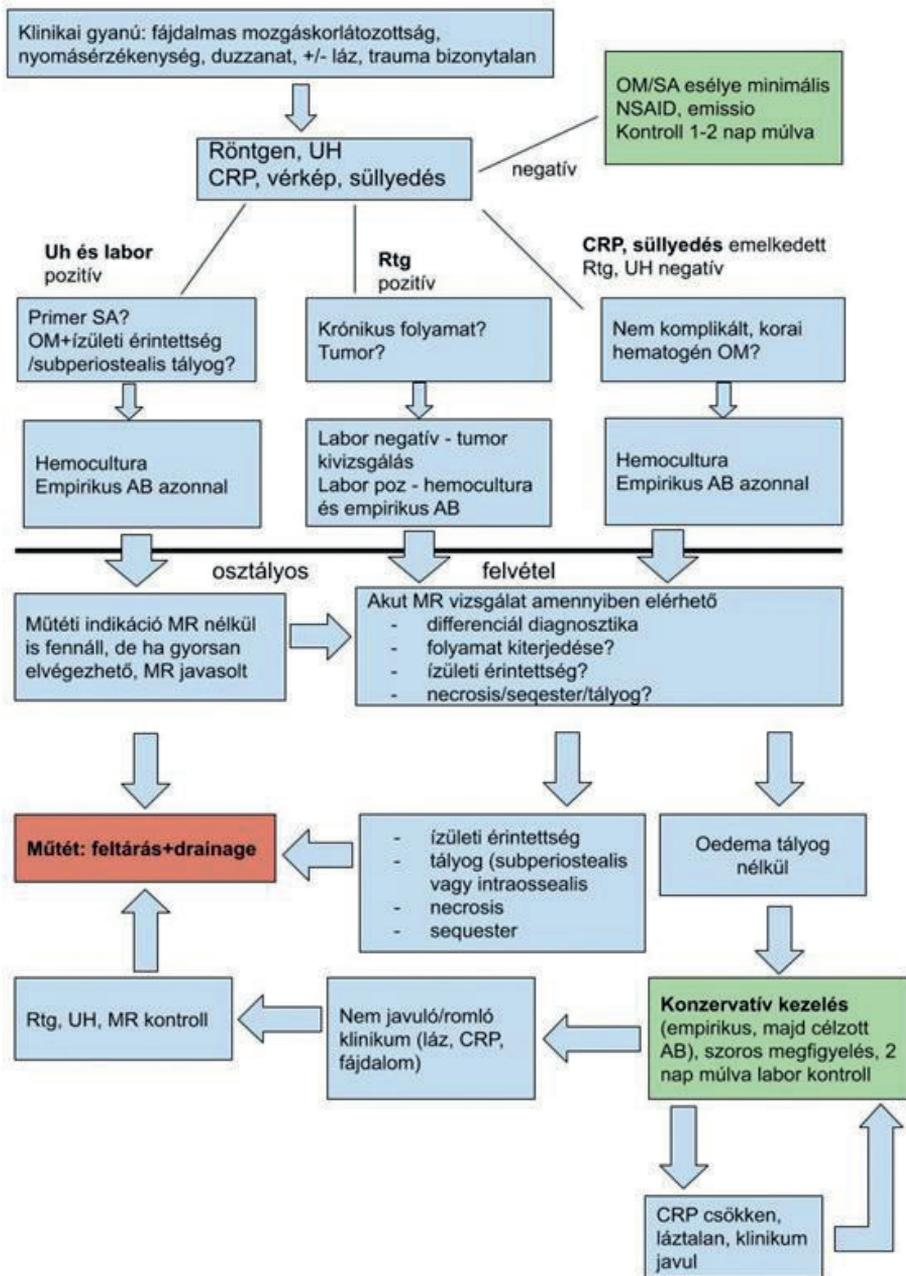 Klinikai gyanú: fájdalmas mozgáskorlátozottság,
nyomásérzékenység, duzzanat, +/- láz, trauma bizonytalan
OM/SA esélye minimális
NSAID, emissio
Kontroll 1-2 nap múlva
Röntgen, UH
CRP, vérkép, süllyedés
negatív
Uh és labor
pozitív
Rtg
pozitív
CRP, süllyedés emelkedett
Rtg, UH negatív
Primer SA?
OM+ízületi érintettség
/subperiostealis tályog?
Krónikus folyamat?
Tumor?
Nem komplikált, korai
hematogén OM?
Hemocultura
Empirikus AB azonnal
Labor negatív - tumor
kivizsgálás
Labor poz - hemocultura
és empirikus AB
Hemocultura
Empirikus AB azonnal
osztályos felvétel
Műtéti indikáció MR nélkül
is fennáll, de ha gyorsan
elvégezhető, MR javasolt
Akut MR vizsgálat amennyiben elérhető
- differenciál diagnosztika
- folyamat kiterjedése?
- ízületi érintettség?
- necrosis/seqester/tályog?
Műtét: feltárás+drainage
- ízületi érintettség
- tályog (subperiostealis
vagy intraossealis
- necrosis
- sequester
Oedema tályog
nélkül
Rtg, UH, MR kontroll
Nem javuló/romló
klinikum (láz, CRP,
fájdalom)
Konzervatív kezelés
(empirikus, majd célzott
AB), szoros megfigyelés, 2
nap múlva labor kontroll
CRP csökken,
láztalan, klinikum
javul